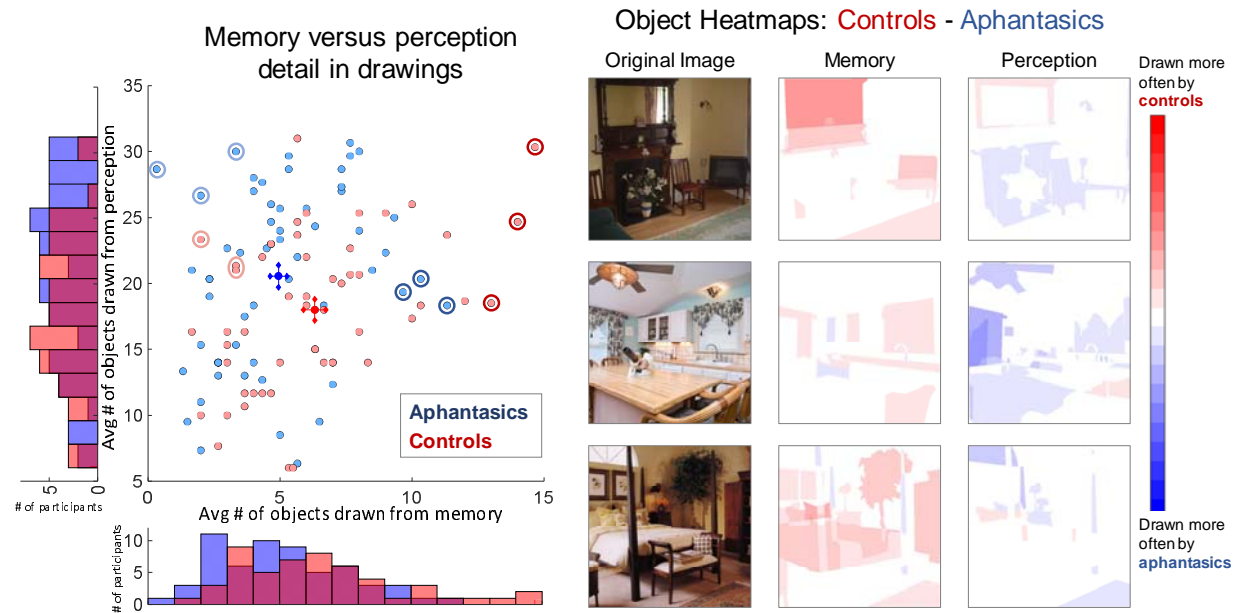 Memory versus perception
detail in drawings
35
30
25
20
15
10
5
0
5
10
15
Avg # of objects drawn from perception
5
0
# of participants
Avg # of objects drawn from memory
Aphantasics
Controls
10
5
0
# of participants
Object Heatmaps: Controls - Aphantasics
Original Image
Memory
Perception
Drawn more
often by
controls
Drawn more
often by
aphantasics